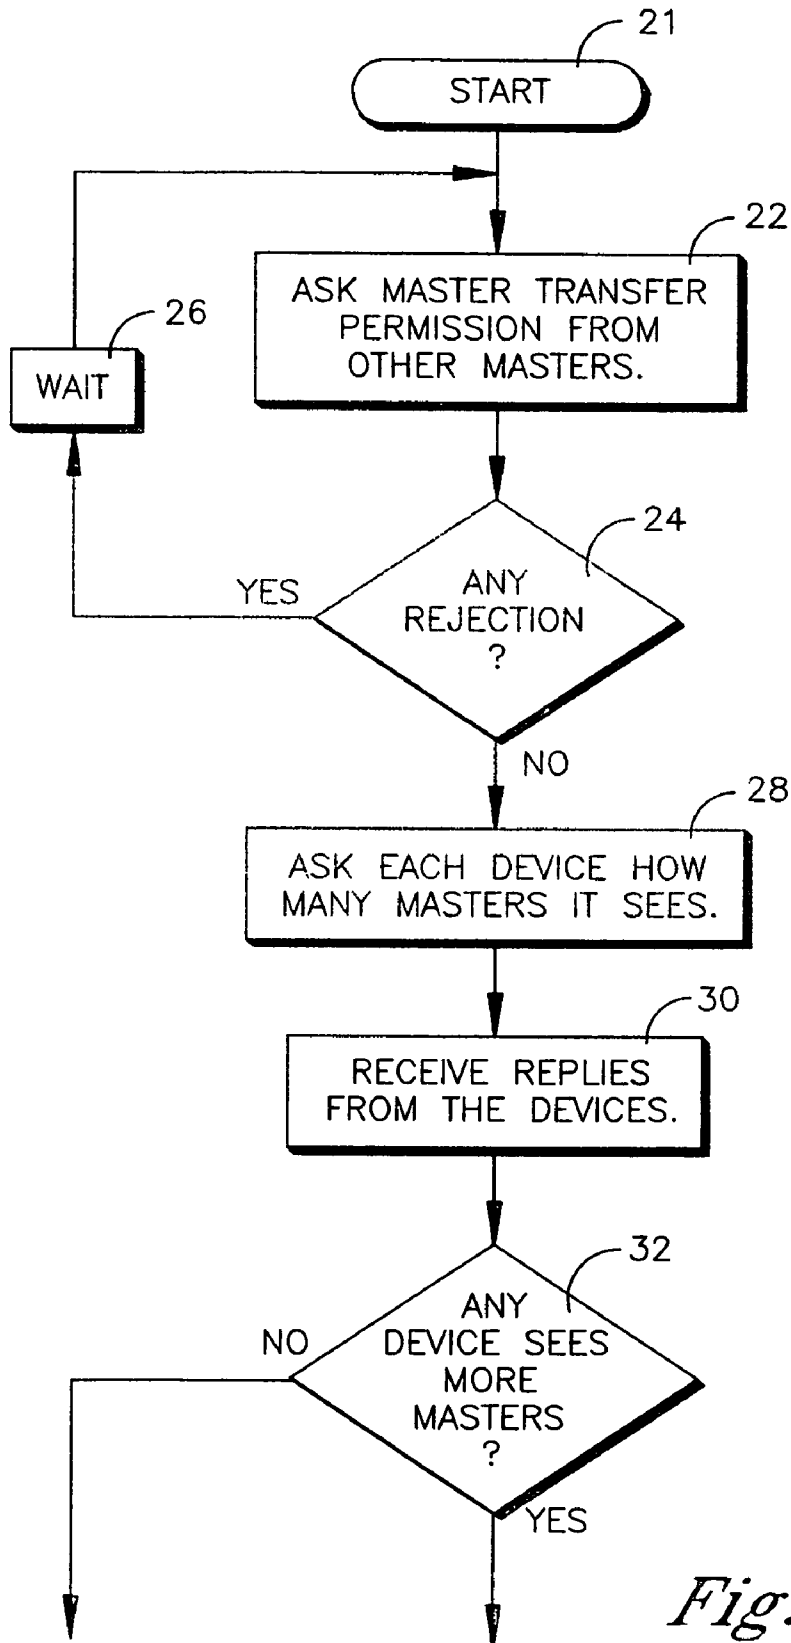 21
START
22
ASK MASTER TRANSFER
PERMISSION FROM
OTHER MASTERS.
26
WAIT
24
YES
ANY
REJECTION
?
NO
28
ASK EACH DEVICE HOW
MANY MASTERS IT SEES.
30
RECEIVE REPLIES
FROM THE DEVICES.
32
NO
ANY
DEVICE SEES
MORE
MASTERS
?
YES
Fig.